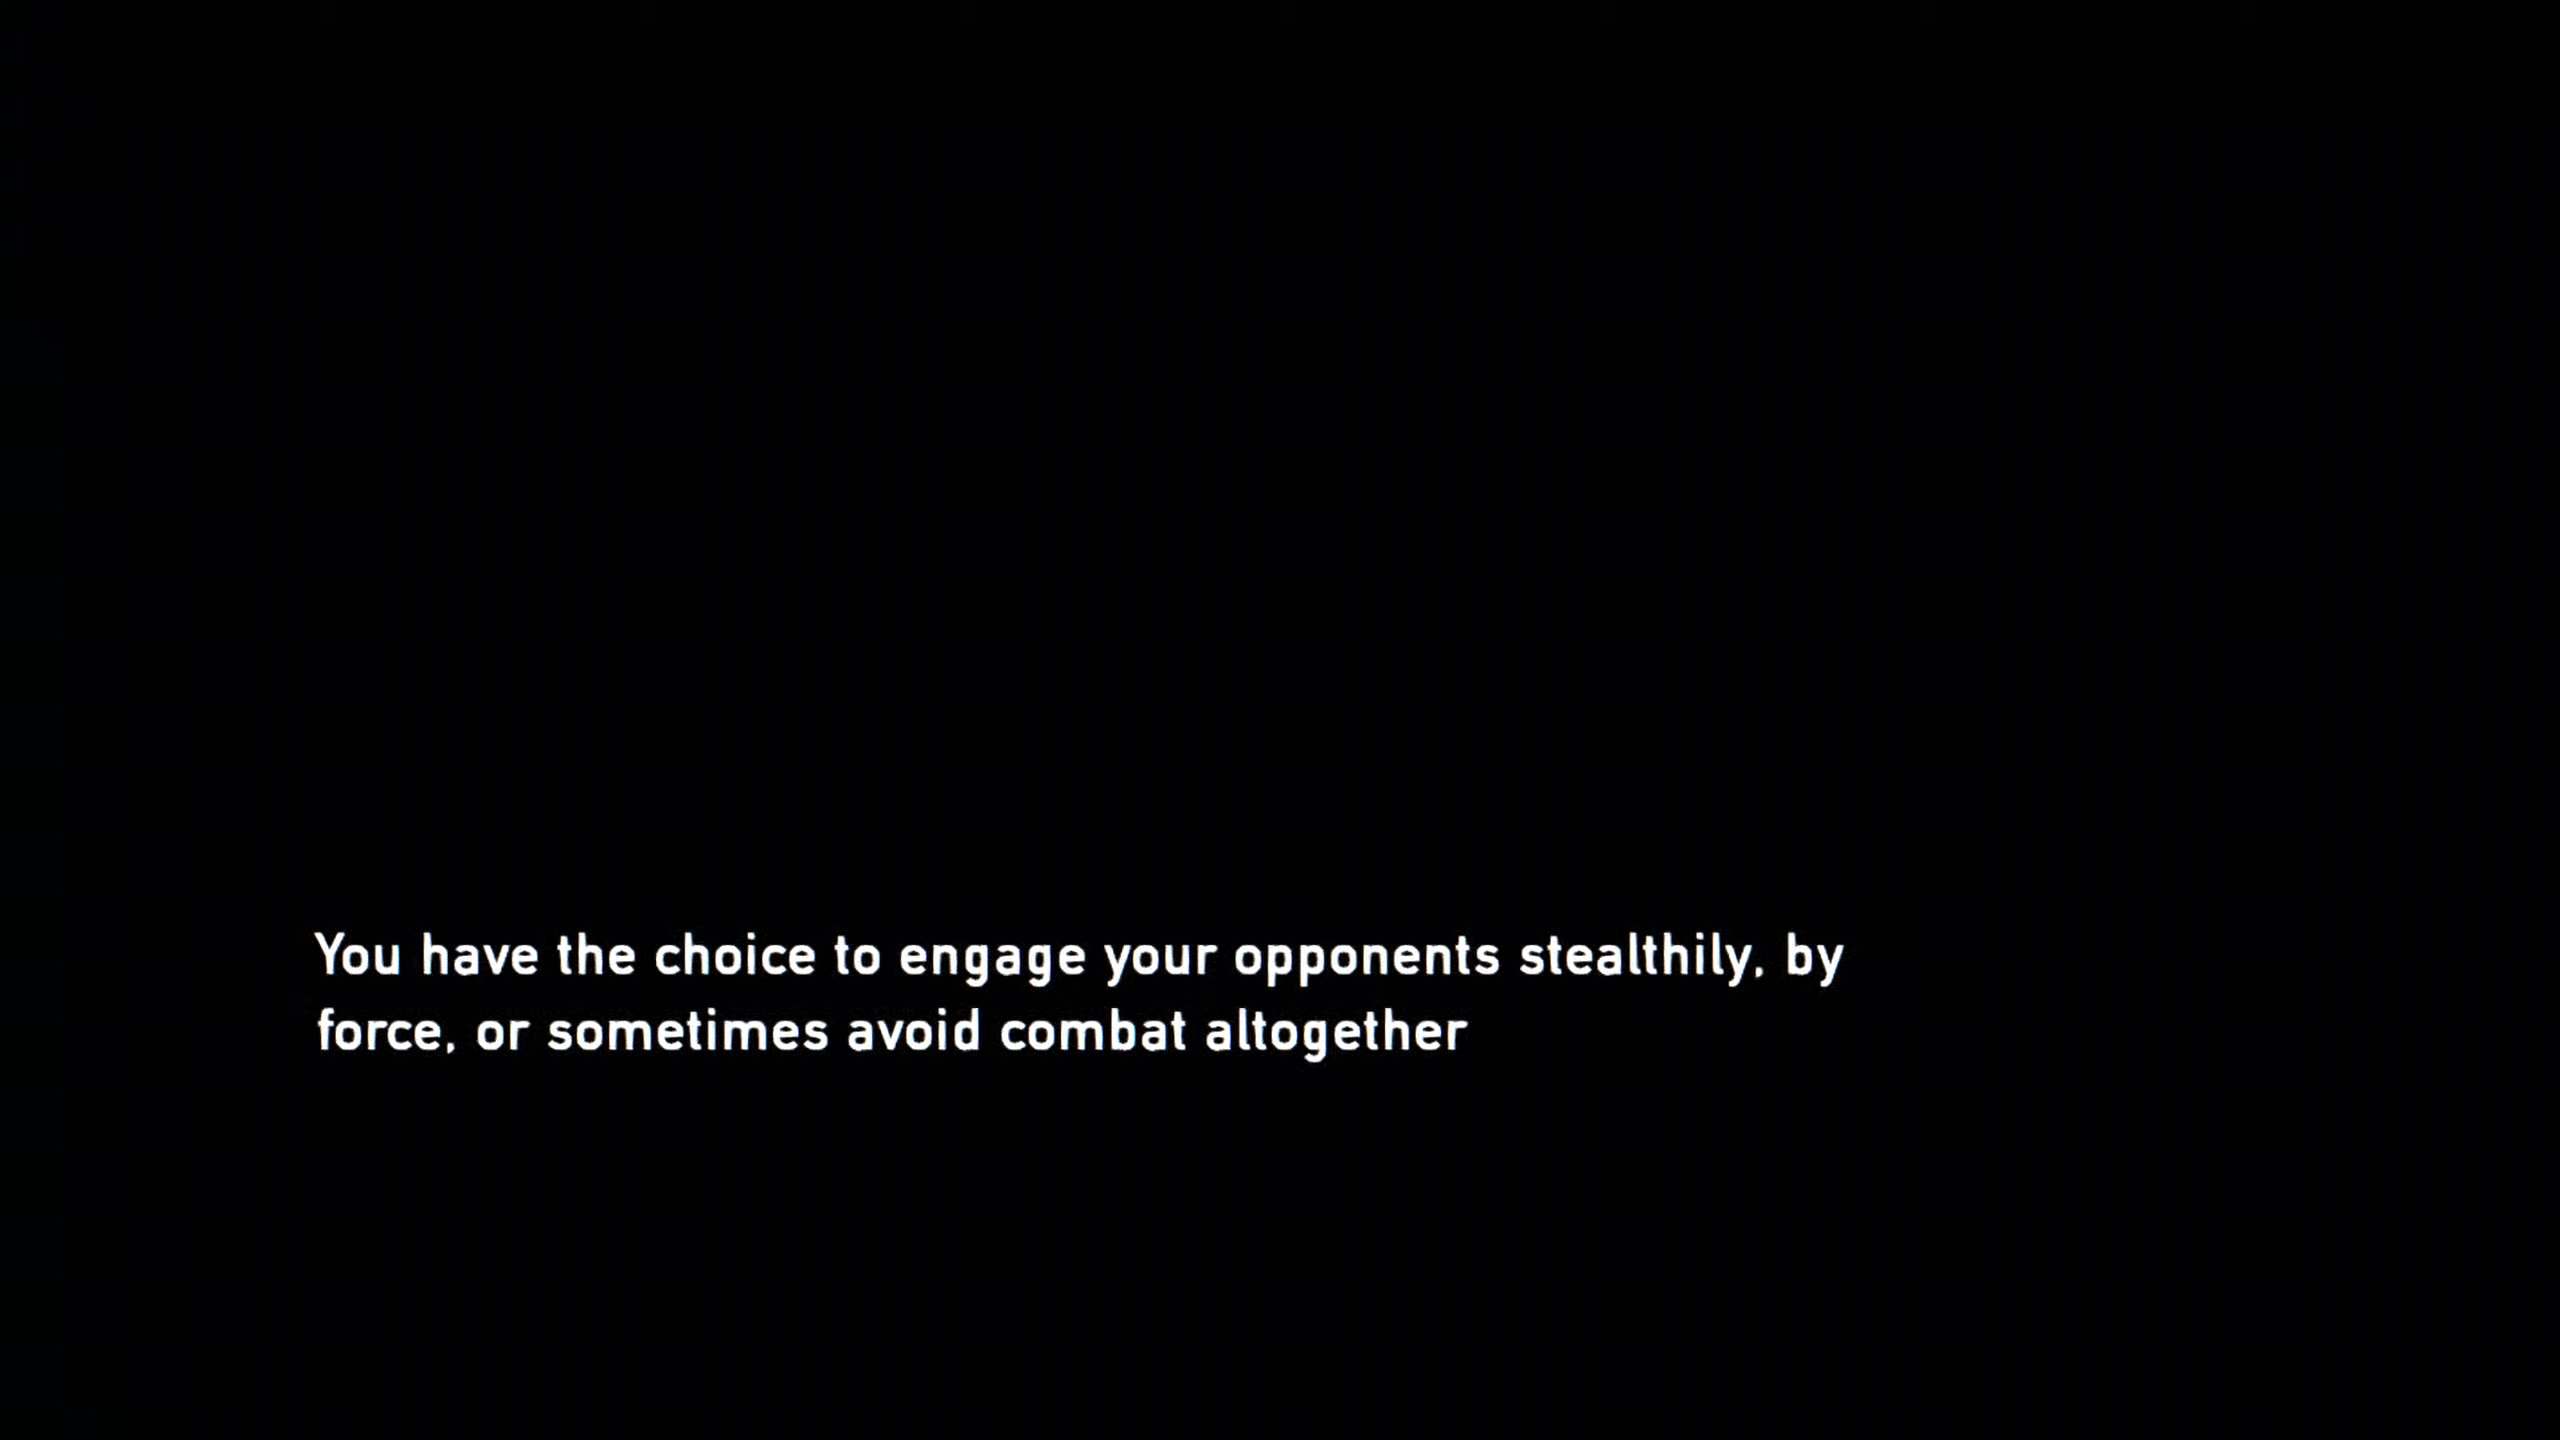 You have the choice to engage your opponents stealthily, by
force, or sometimes avoid combat altogether